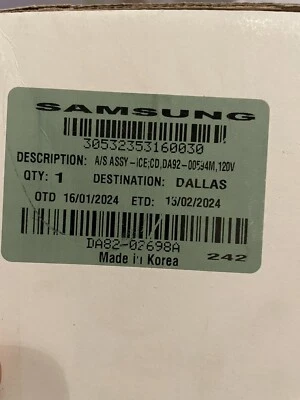 SAMSUNG
30532353160030
DESCRIPTION: A/S ASSY-ICE;CD,DA92-00594M,120V
QTY: 1 DESTINATION: DALLAS
QTD 16/01/2024 ETD: 13/02/2024
DA82-02698A
Made in Korea 242